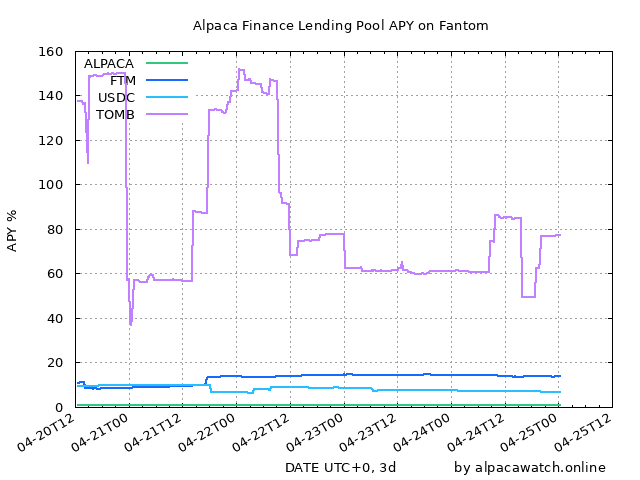 Alpaca Finance Lending Pool APY on Fantom
APY %
160
140
120
100
80
60
40
20
0
ALPACA
FTM
USDC
TOMB
04-20T12
04-21T00
04-21T12
04-22T00
04-22T12
04-23T00
04-23T12
04-24T00
04-24T12
04-25T00
04-25T12
DATE UTC+0, 3d
by alpacawatch.online